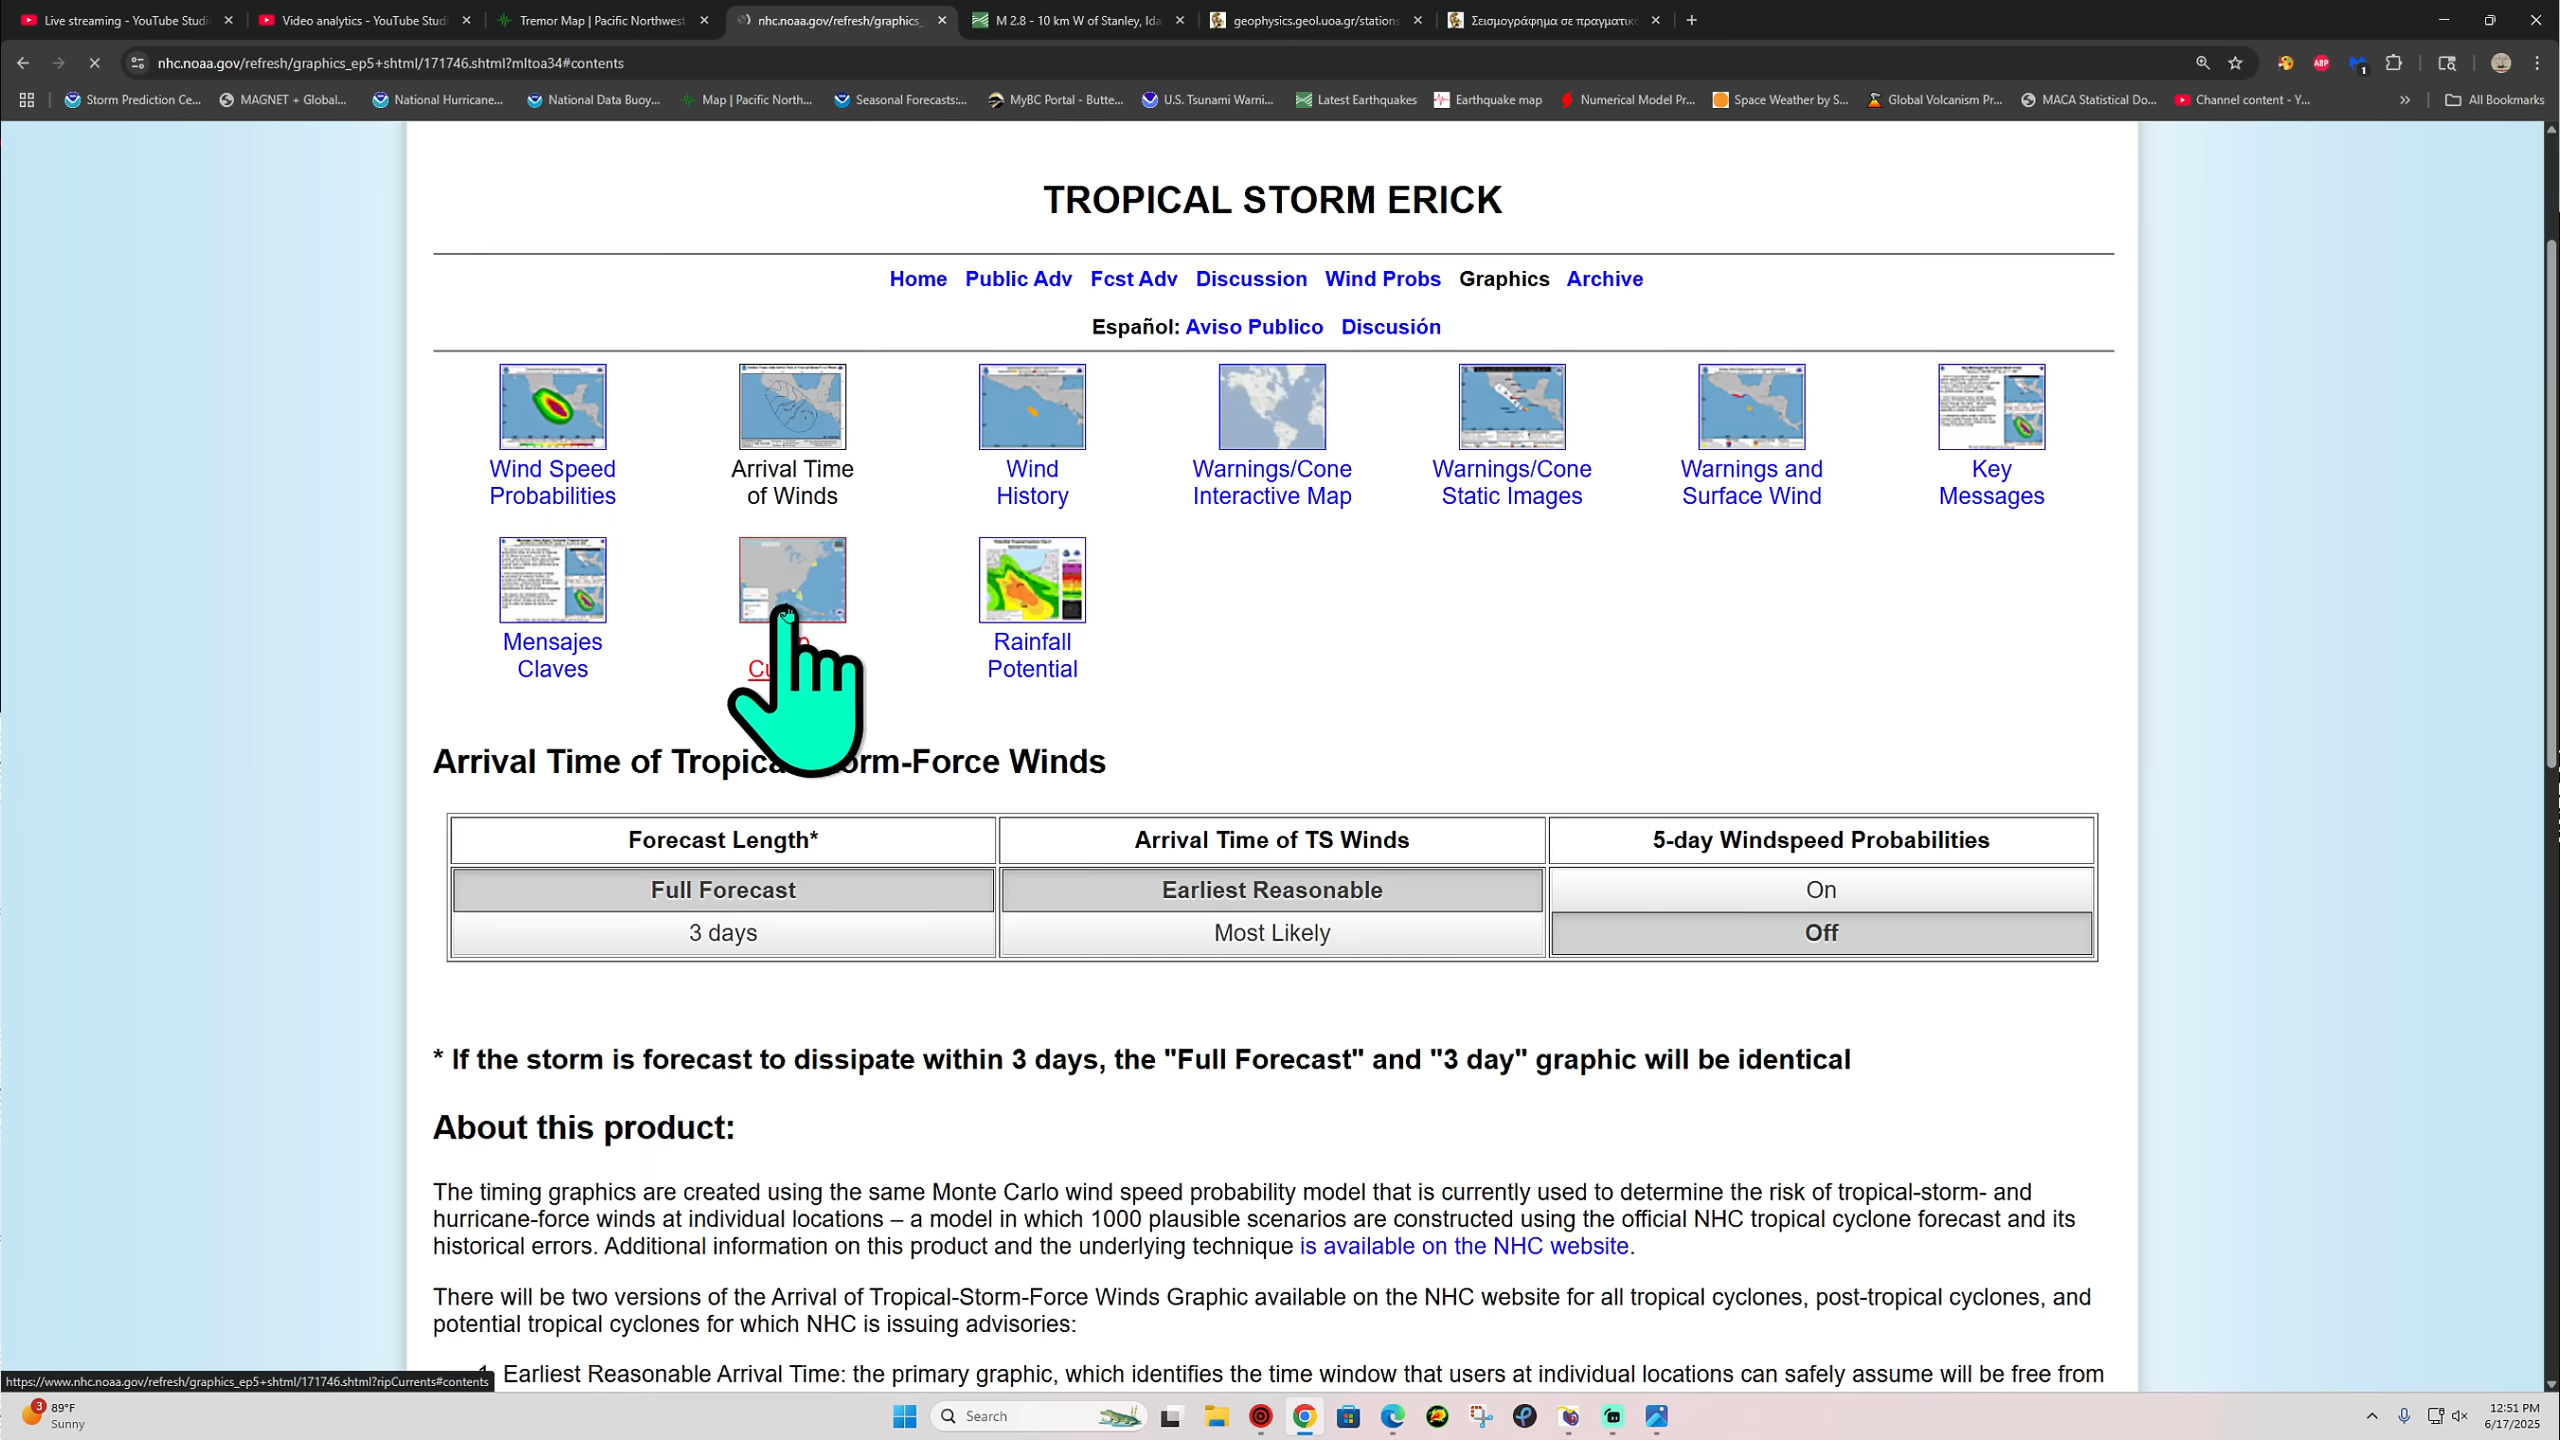 Live streaming - YouTube Studi
Video analytics - YouTube Studi
Tremor Map | Pacific Northwest
nhc.noaa.gov/refresh/graphics_
M 2.8 - 10 km W of Stanley, Ida
geophysics.geol.uoa.gr/stations
Σεισμογράφημα σε πραγματικό
nhc.noaa.gov/refresh/graphics_ep5+shtml/171746.shtml?mltoa34#contents
ABP
1
Storm Prediction Ce...
MAGNET + Global...
National Hurricane...
National Data Buoy...
Map | Pacific North...
Seasonal Forecasts:...
MyBC Portal - Butte...
U.S. Tsunami Warni...
Latest Earthquakes
Earthquake map
Numerical Model Pr...
Space Weather by S...
Global Volcanism Pr...
MACA Statistical Do...
Channel content - Y...
All Bookmarks
TROPICAL STORM ERICK
Home Public Adv Fcst Adv Discussion Wind Probs Graphics Archive
Español: Aviso Publico Discusión
Wind Speed
Probabilities
Arrival Time
of Winds
Wind
History
Warnings/Cone
Interactive Map
Warnings/Cone
Static Images
Warnings and
Surface Wind
Key
Messages
Mensajes
Claves
Rainfall
Potential
Arrival Time of Tropical Storm-Force Winds
Forecast Length* Arrival Time of TS Winds 5-day Windspeed Probabilities
Full Forecast Earliest Reasonable On
3 days Most Likely Off
* If the storm is forecast to dissipate within 3 days, the "Full Forecast" and "3 day" graphic will be identical
About this product:
The timing graphics are created using the same Monte Carlo wind speed probability model that is currently used to determine the risk of tropical-storm- and
hurricane-force winds at individual locations – a model in which 1000 plausible scenarios are constructed using the official NHC tropical cyclone forecast and its
historical errors. Additional information on this product and the underlying technique is available on the NHC website.
There will be two versions of the Arrival of Tropical-Storm-Force Winds Graphic available on the NHC website for all tropical cyclones, post-tropical cyclones, and
potential tropical cyclones for which NHC is issuing advisories:
1. Earliest Reasonable Arrival Time: the primary graphic, which identifies the time window that users at individual locations can safely assume will be free from
https://www.nhc.noaa.gov/refresh/graphics_ep5+shtml/171746.shtml?ripCurrents#contents
3
89°F
Sunny
Search
12:51 PM
6/17/2025